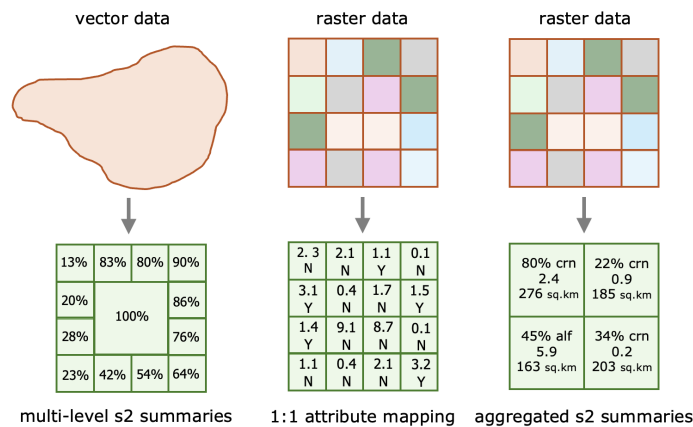 vector data
raster data
raster data
13% 83% 80% 90%
20% 86%
100%
28% 76%
23% 42% 54% 64%
multi-level s2 summaries
2. 3 2.1 1.1 0.1
N N Y N
3.1 0.4 1.7 1.5
Y N N Y
1.4 9.1 8.7 0.1
Y N N N
1.1 0.4 2.1 3.2
N N N Y
1:1 attribute mapping
80% crn 22% crn
2.4 0.9
276 sq.km 185 sq.km
45% alf 34% crn
5.9 0.2
163 sq.km 203 sq.km
aggregated s2 summaries